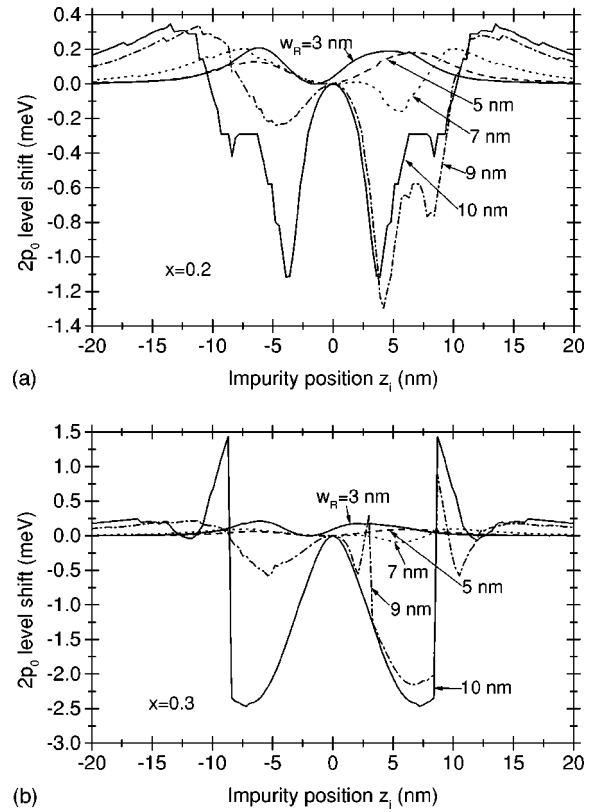 (a)
2p0 level shift (meV)
0.4
0.2
0.0
-0.2
-0.4
-0.6
-0.8
-1.0
-1.2
-1.4
wR=3 nm
5 nm
7 nm
9 nm
10 nm
x=0.2
-20 -15 -10 -5 0 5 10 15 20
Impurity position zi (nm)
(b)
2p0 level shift (meV)
1.5
1.0
0.5
0.0
-0.5
-1.0
-1.5
-2.0
-2.5
-3.0
wR=3 nm
7 nm
5 nm
9 nm
10 nm
x=0.3
-20 -15 -10 -5 0 5 10 15 20
Impurity position zi (nm)